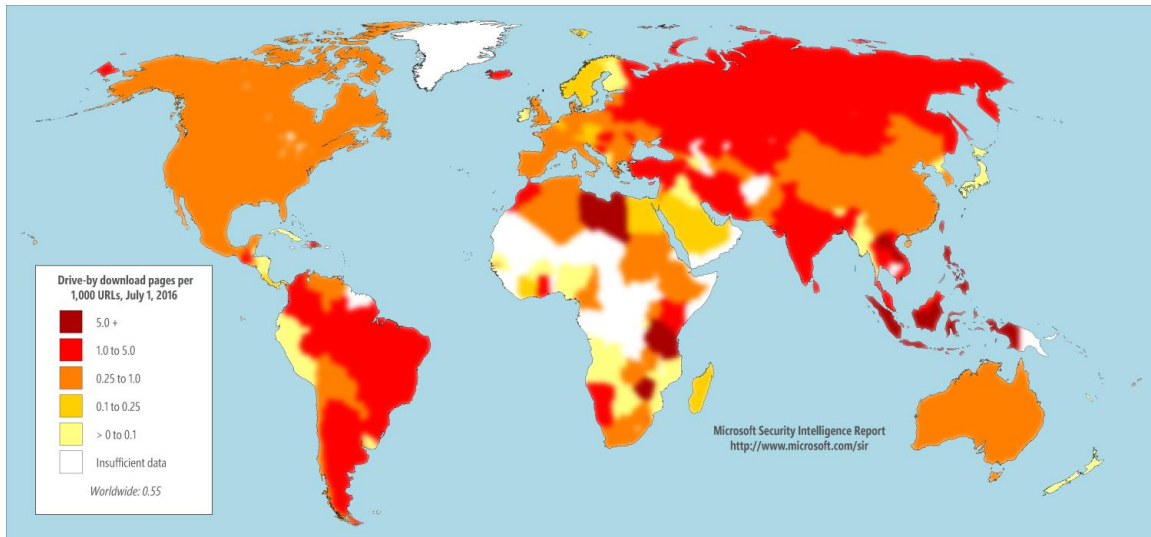 Drive-by download pages per
1,000 URLs, July 1, 2016
5.0 +
1.0 to 5.0
0.25 to 1.0
0.1 to 0.25
> 0 to 0.1
Insufficient data
Worldwide: 0.55
Microsoft Security Intelligence Report
http://www.microsoft.com/sir